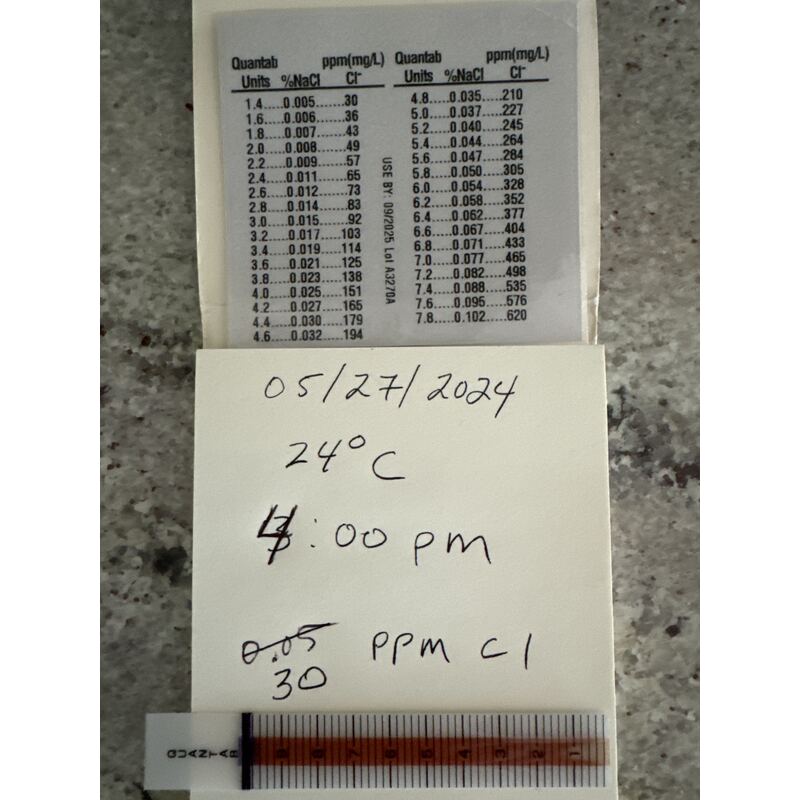 Quantab ppm(mg/L) Quantab ppm(mg/L)
Units %NaCl Cl⁻ Units %NaCl Cl⁻
1.4.....0.005.......30 4.8.....0.035.....210
1.6.....0.006.......36 5.0.....0.037.....227
1.8.....0.007.......43 5.2.....0.040.....245
2.0.....0.008.......49 5.4.....0.044.....264
2.2.....0.009.......57 5.6.....0.047.....284
2.4.....0.011.......65 5.8.....0.050.....305
2.6.....0.012.......73 6.0.....0.054.....328
2.8.....0.014.......83 6.2.....0.058.....352
3.0.....0.015.......92 6.4.....0.062.....377
3.2.....0.017.....103 6.6.....0.067.....404
3.4.....0.019.....114 6.8.....0.071.....433
3.6.....0.021.....125 7.0.....0.077.....465
3.8.....0.023.....138 7.2.....0.082.....498
4.0.....0.025.....151 7.4.....0.088.....535
4.2.....0.027.....165 7.6.....0.095.....576
4.4.....0.030.....179 7.8.....0.102.....620
4.6.....0.032.....194
USE BY: 09/2025 Lot A3270A
05/27/2024
24°C
4:00 pm
0.05 PPM Cl
30
QUANTAB 9 8 7 6 5 4 3 2 1